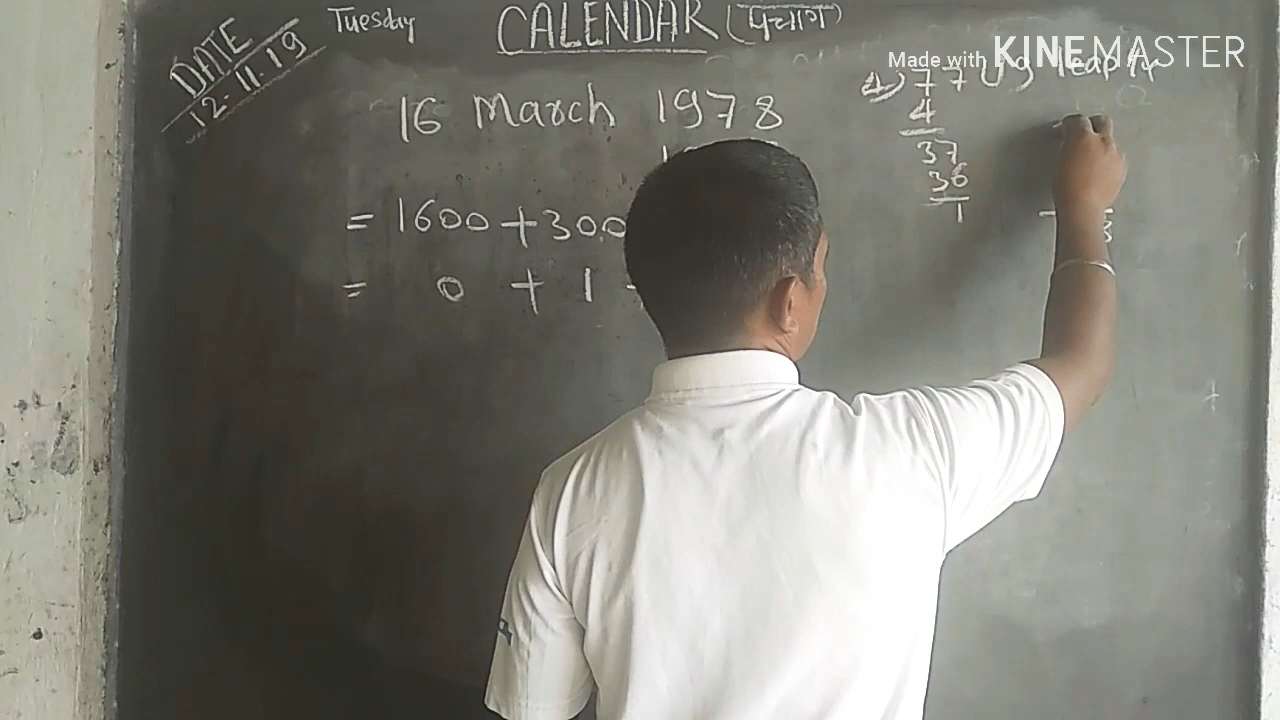 DATE
12.11.19
Tuesday
CALENDAR (पंचांग)
Made with KINEMASTER
16 March 1978
= 1600 + 300
= 0 + 1
4) 77 ( 19 leap
4
37
36
1